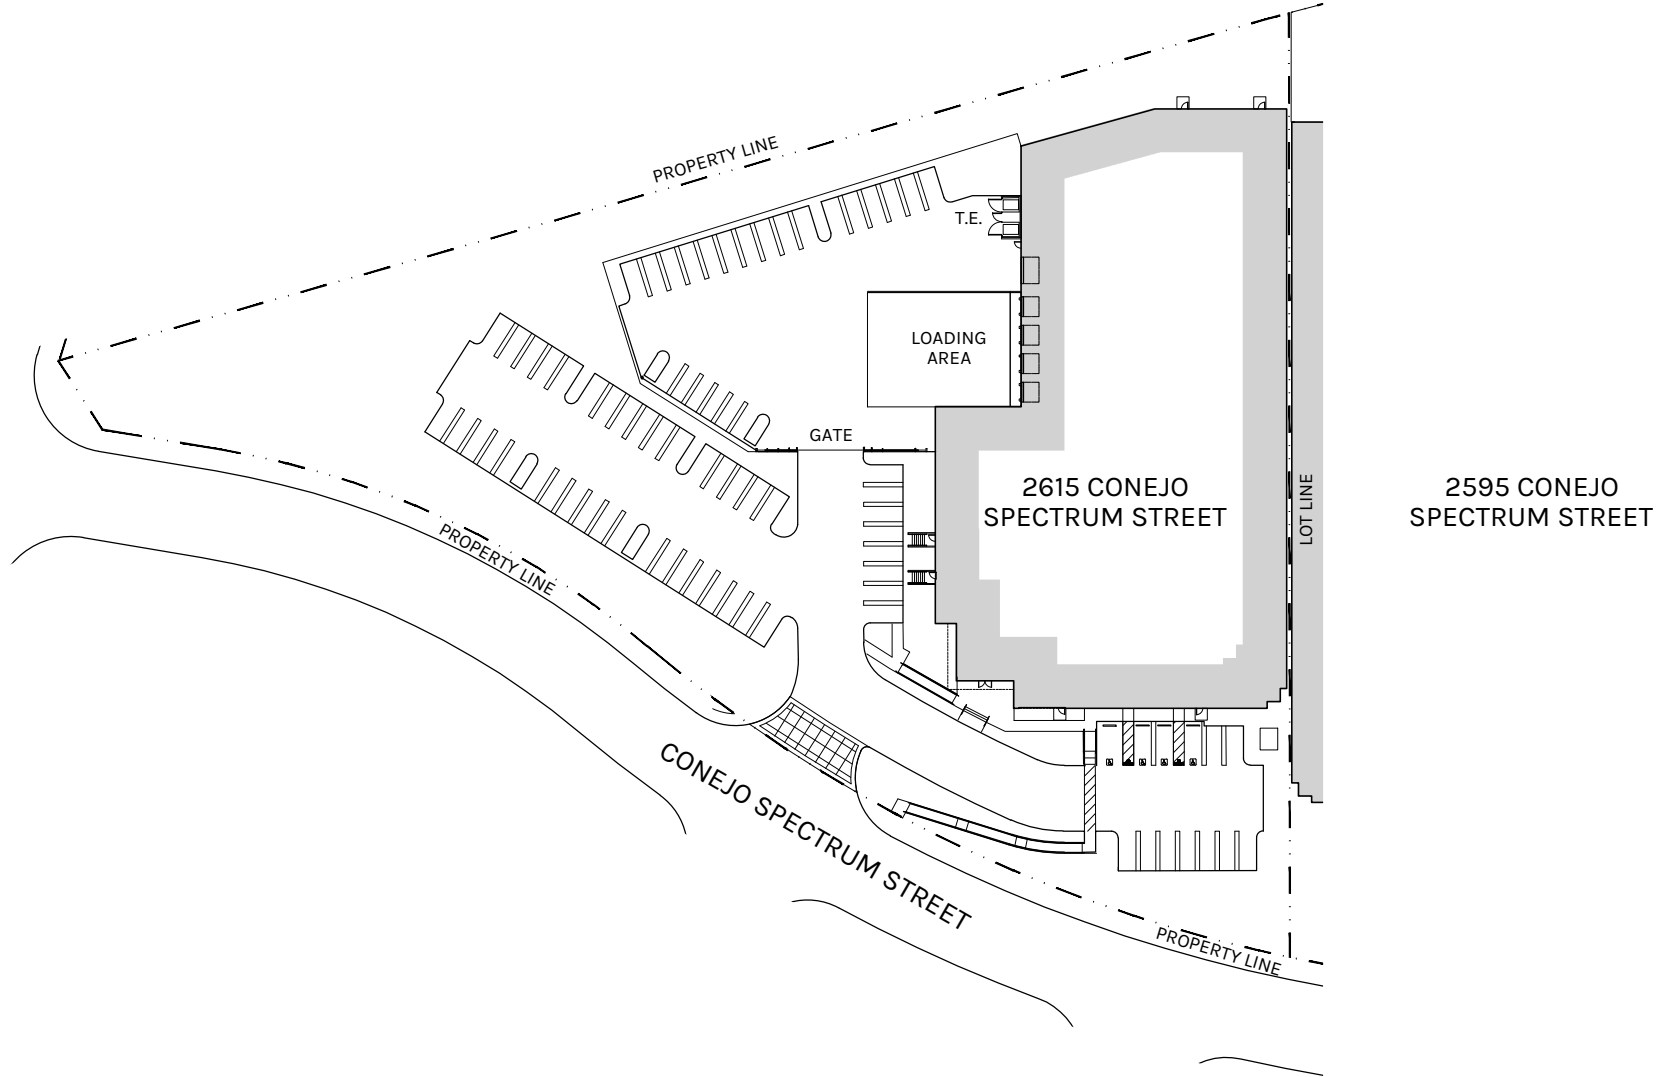 PROPERTY LINE
T.E.
LOADING
AREA
GATE
2615 CONEJO
SPECTRUM STREET
LOT LINE
2595 CONEJO
SPECTRUM STREET
PROPERTY LINE
CONEJO SPECTRUM STREET
PROPERTY LINE